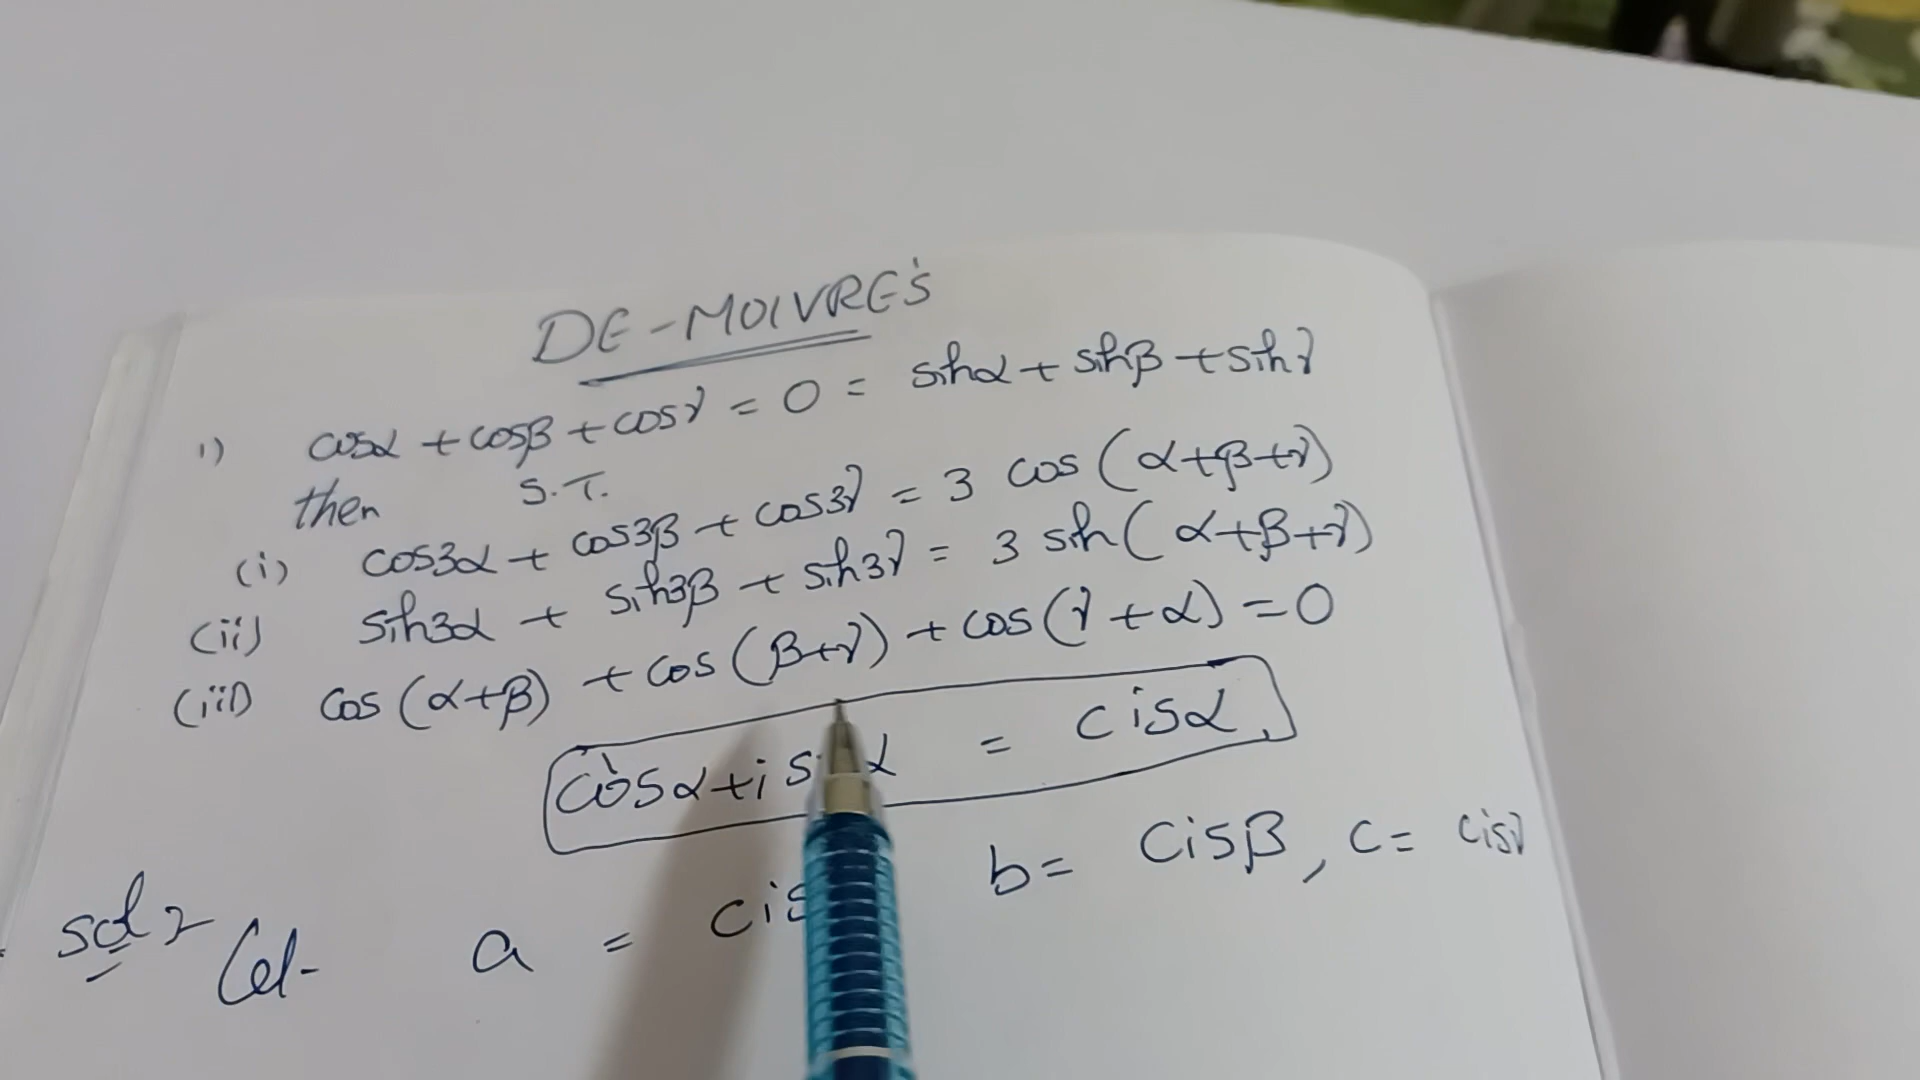 DE-MOIVRE'S
1) cosα + cosβ + cosγ = 0 = sinα + sinβ + sinγ
then S.T.
(i) cos3α + cos3β + cos3γ = 3 cos (α+β+γ)
(ii) sin3α + sin3β + sin3γ = 3 sin (α+β+γ)
(iii) cos (α+β) + cos (β+γ) + cos (γ+α) = 0
cosα + i s α = cisα
sol Let a = cis b = cisβ, c = cisγ